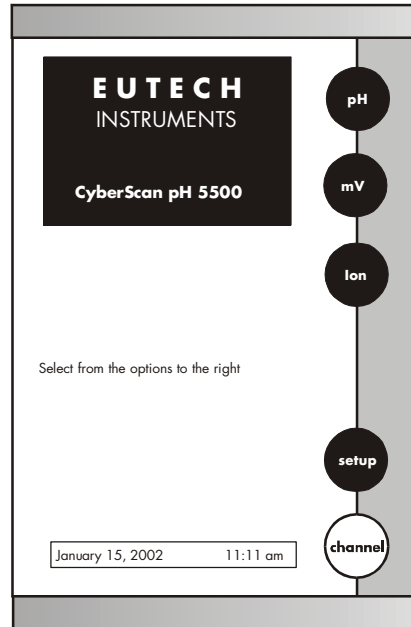 EUTECH
INSTRUMENTS
CyberScan pH 5500
pH
mV
Ion
Select from the options to the right
setup
channel
January 15, 2002 11:11 am